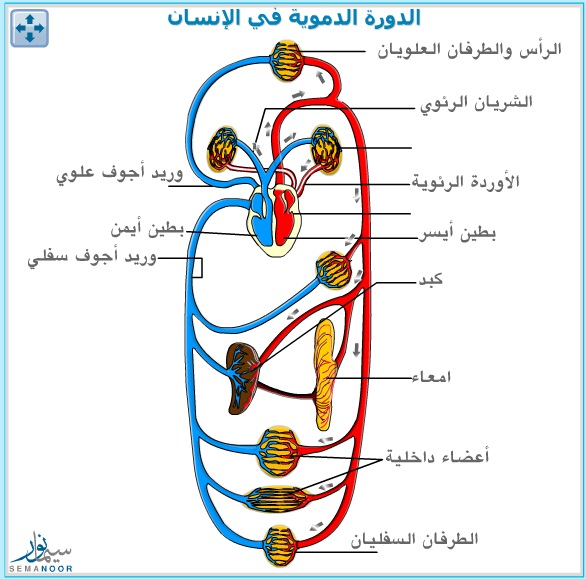 الدورة الدموية في الإنسان
الرأس والطرفان العلويان
الشريان الرئوي
وريد أجوف علوي
الأوردة الرئوية
بطين أيمن
بطين أيسر
وريد أجوف سفلي
كبد
امعاء
أعضاء داخلية
الطرفان السفليان
سيمانور
SEMANOOR